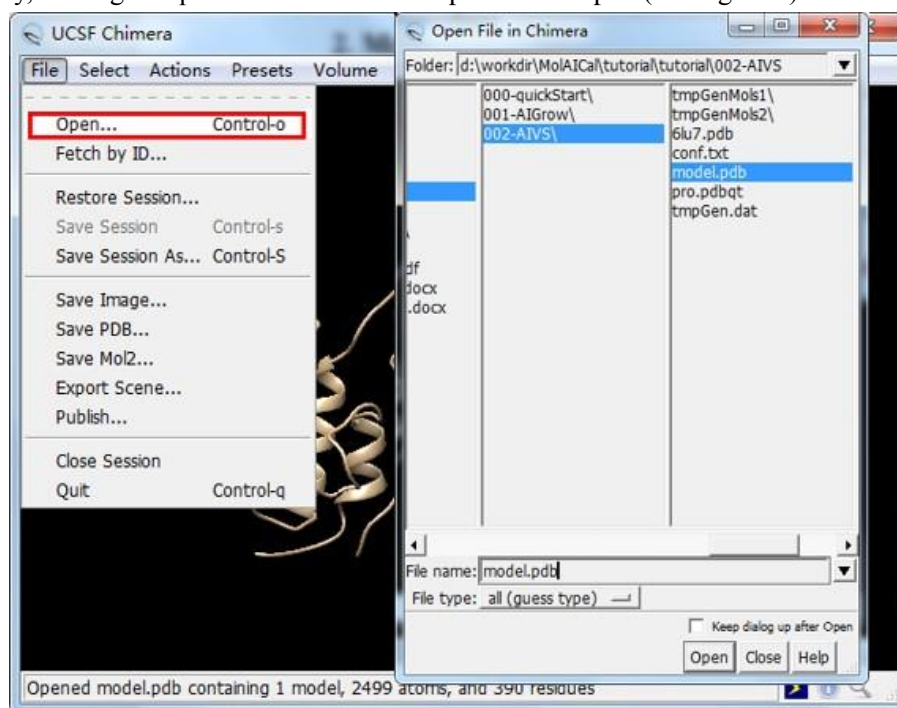 UCSF Chimera
File Select Actions Presets Volume
Open... Control-o
Fetch by ID...
Restore Session...
Save Session Control-s
Save Session As... Control-S
Save Image...
Save PDB...
Save Mol2...
Export Scene...
Publish...
Close Session
Quit Control-q
Opened model.pdb containing 1 model, 2499 atoms, and 390 residues
Open File in Chimera
Folder: d:\workdir\MolAICal\tutorial\tutorial\002-AIVS
000-quickStart\
001-AIGrow\
002-AIVS\
df
docx
.docx
tmpGenMols1\
tmpGenMols2\
6lu7.pdb
conf.txt
model.pdb
pro.pdbqt
tmpGen.dat
File name: model.pdb
File type: all (guess type)
Keep dialog up after Open
Open Close Help